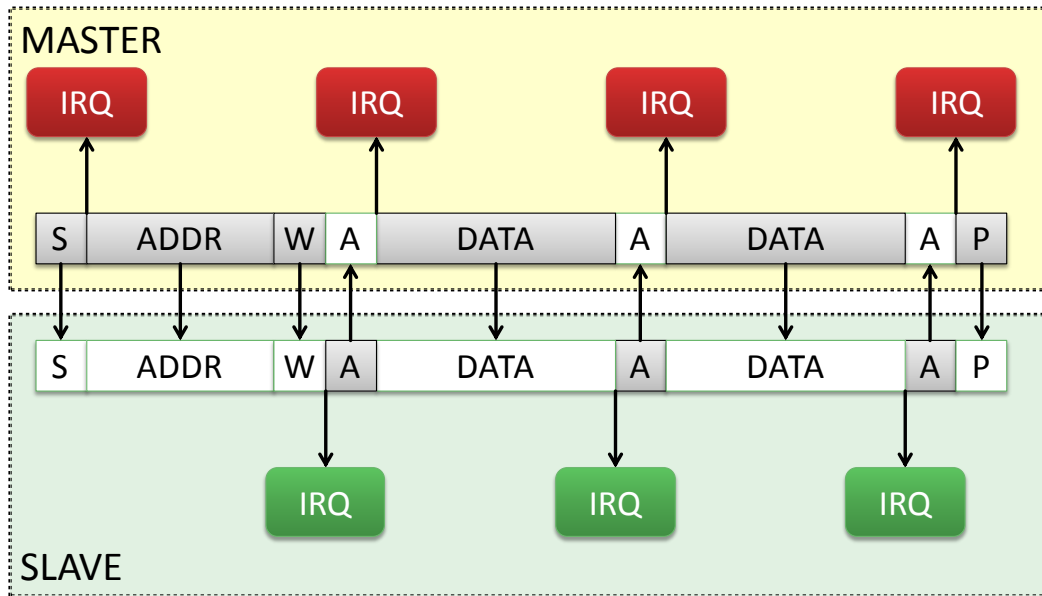 MASTER
IRQ IRQ IRQ IRQ
S ADDR W A DATA A DATA A P
S ADDR W A DATA A DATA A P
IRQ IRQ IRQ
SLAVE